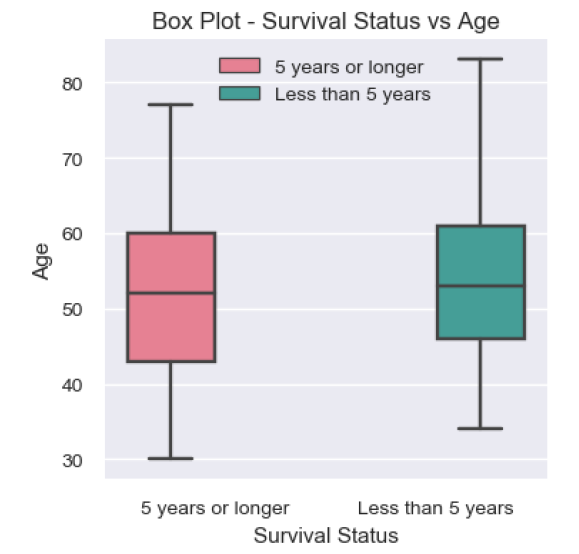 Box Plot - Survival Status vs Age
5 years or longer
Less than 5 years
80
70
60
50
40
30
Age
5 years or longer
Less than 5 years
Survival Status